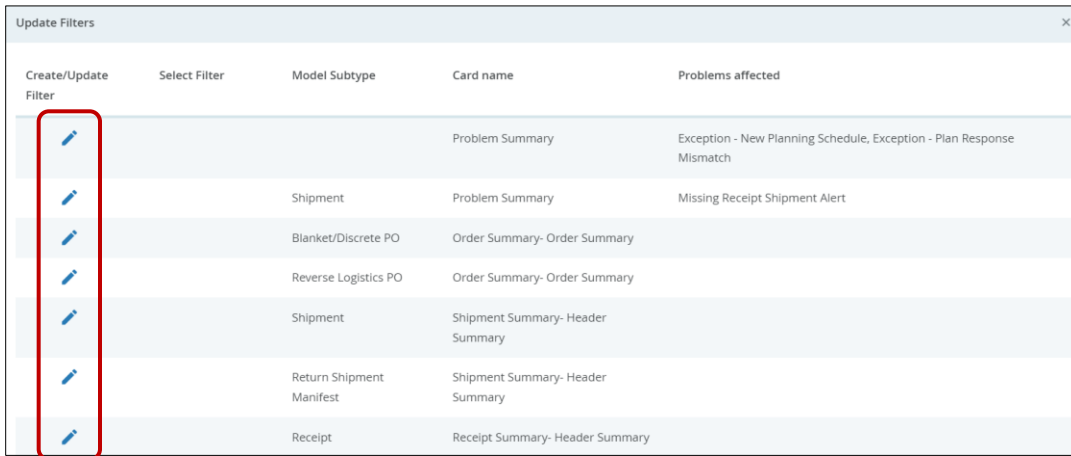 Update Filters
×
Create/Update Filter
Select Filter
Model Subtype
Card name
Problems affected
Problem Summary
Exception - New Planning Schedule, Exception - Plan Response
Mismatch
Shipment
Problem Summary
Missing Receipt Shipment Alert
Blanket/Discrete PO
Order Summary- Order Summary
Reverse Logistics PO
Order Summary- Order Summary
Shipment
Shipment Summary- Header
Summary
Return Shipment
Manifest
Shipment Summary- Header
Summary
Receipt
Receipt Summary- Header Summary